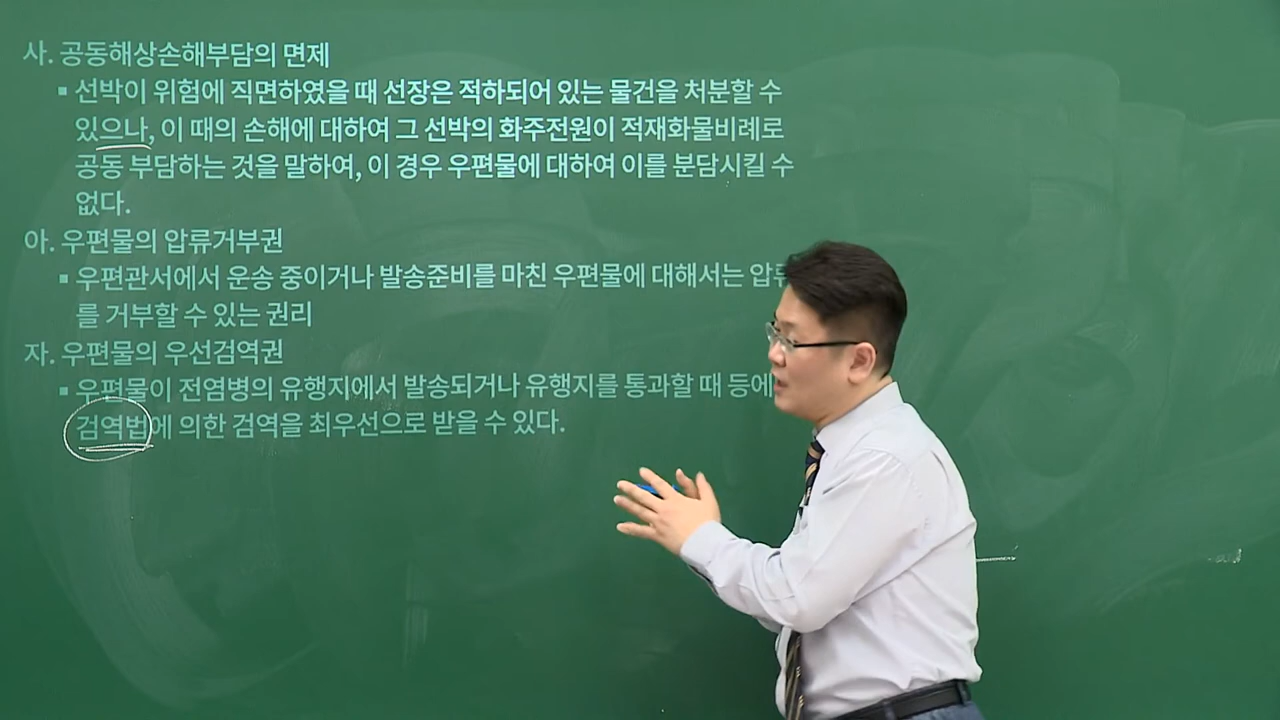 사. 공동해상손해부담의 면제
▪ 선박이 위험에 직면하였을 때 선장은 적하되어 있는 물건을 처분할 수
있으나, 이 때의 손해에 대하여 그 선박의 화주전원이 적재화물비례로
공동 부담하는 것을 말하여, 이 경우 우편물에 대하여 이를 분담시킬 수
없다.
아. 우편물의 압류거부권
▪ 우편관서에서 운송 중이거나 발송준비를 마친 우편물에 대해서는 압류
를 거부할 수 있는 권리
자. 우편물의 우선검역권
▪ 우편물이 전염병의 유행지에서 발송되거나 유행지를 통과할 때 등에
검역법에 의한 검역을 최우선으로 받을 수 있다.